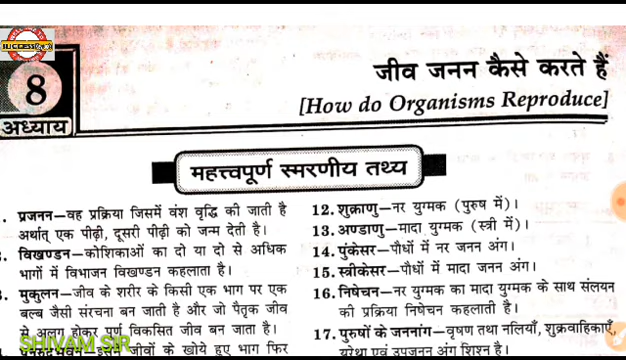 SUCCESS
8
अध्याय
जीव जनन कैसे करते हैं
[How do Organisms Reproduce]
महत्त्वपूर्ण स्मरणीय तथ्य
प्रजनन—वह प्रक्रिया जिसमें वंश वृद्धि की जाती है
अर्थात् एक पीढ़ी, दूसरी पीढ़ी को जन्म देती है।
विखण्डन—कोशिकाओं का दो या दो से अधिक
भागों में विभाजन विखण्डन कहलाता है।
मुकुलन—जीव के शरीर के किसी एक भाग पर एक
बल्ब जैसी संरचना बन जाती है और जो पैतृक जीव
से अलग होकर पूर्ण विकसित जीव बन जाता है।
जीवों के खोये हुए भाग फिर
12. शुक्राणु—नर युग्मक (पुरुष में)।
13. अण्डाणु—मादा युग्मक (स्त्री में)।
14. पुंकेसर—पौधों में नर जनन अंग।
15. स्त्रीकेसर—पौधों में मादा जनन अंग।
16. निषेचन—नर युग्मक का मादा युग्मक के साथ संलयन
की प्रक्रिया निषेचन कहलाती है।
17. पुरुषों के जननांग—वृषण तथा नलियाँ, शुक्रवाहिकाएँ,
यूरेथ्रा एवं उपजनन अंग शिश्न है।
SHIVAM SIR